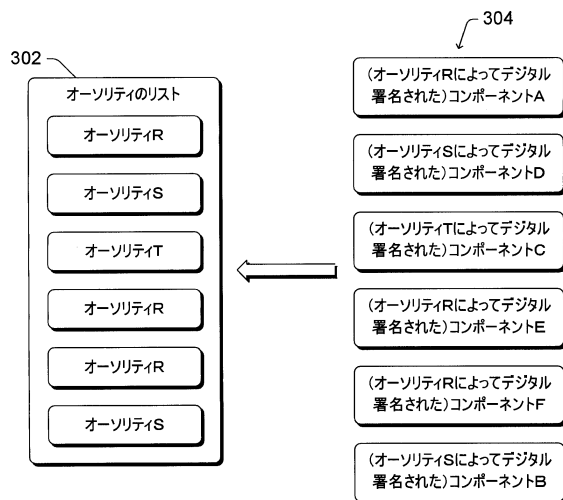 302
オーソリティのリスト
オーソリティR
オーソリティS
オーソリティT
オーソリティR
オーソリティR
オーソリティS
304
(オーソリティRによってデジタル
署名された)コンポーネントA
(オーソリティSによってデジタル
署名された)コンポーネントD
(オーソリティTによってデジタル
署名された)コンポーネントC
(オーソリティRによってデジタル
署名された)コンポーネントE
(オーソリティRによってデジタル
署名された)コンポーネントF
(オーソリティSによってデジタル
署名された)コンポーネントB